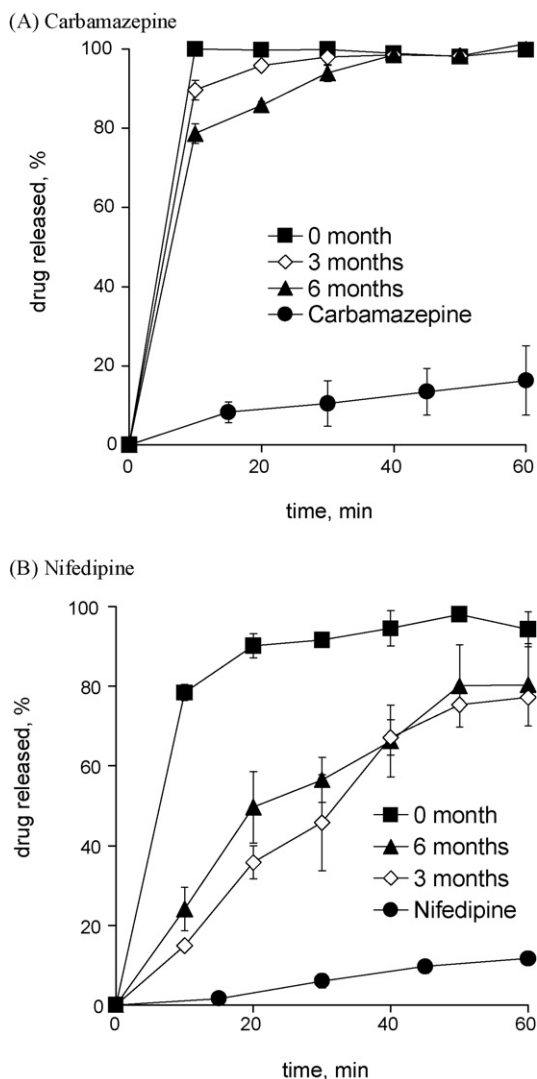 (A) Carbamazepine
100
80
60
40
20
0
drug released, %
0 month
3 months
6 months
Carbamazepine
0 20 40 60
time, min
(B) Nifedipine
100
80
60
40
20
0
drug released, %
0 month
6 months
3 months
Nifedipine
0 20 40 60
time, min